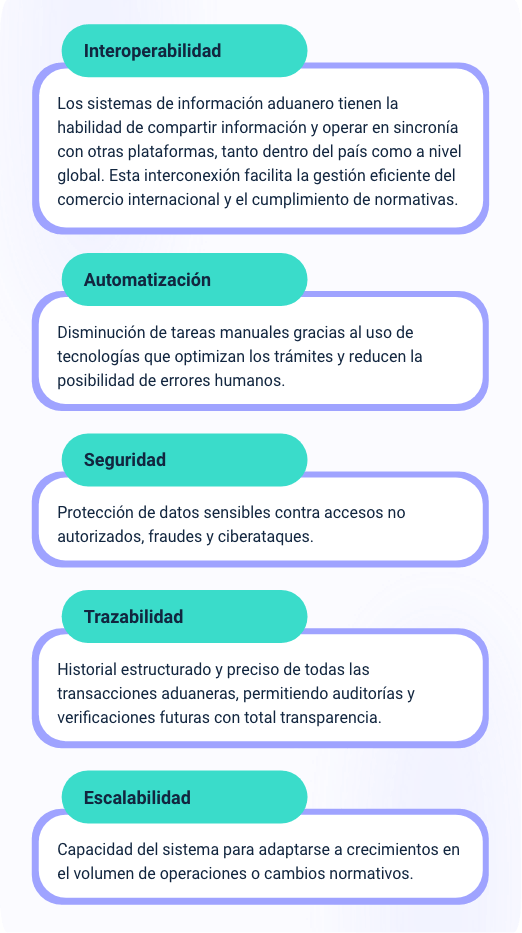 Interoperabilidad
Los sistemas de información aduanero tienen la
habilidad de compartir información y operar en sincronía
con otras plataformas, tanto dentro del país como a nivel
global. Esta interconexión facilita la gestión eficiente del
comercio internacional y el cumplimiento de normativas.
Automatización
Disminución de tareas manuales gracias al uso de
tecnologías que optimizan los trámites y reducen la
posibilidad de errores humanos.
Seguridad
Protección de datos sensibles contra accesos no
autorizados, fraudes y ciberataques.
Trazabilidad
Historial estructurado y preciso de todas las
transacciones aduaneras, permitiendo auditorías y
verificaciones futuras con total transparencia.
Escalabilidad
Capacidad del sistema para adaptarse a crecimientos en
el volumen de operaciones o cambios normativos.